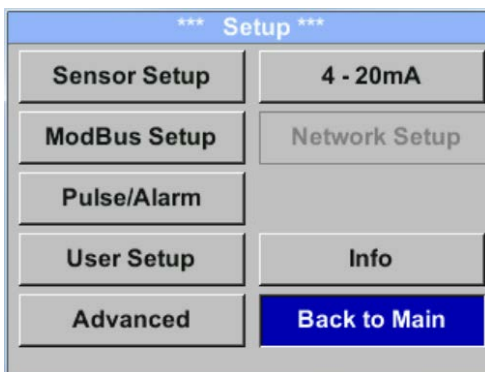 *** Setup ***
Sensor Setup
4 - 20mA
ModBus Setup
Network Setup
Pulse/Alarm
User Setup
Info
Advanced
Back to Main